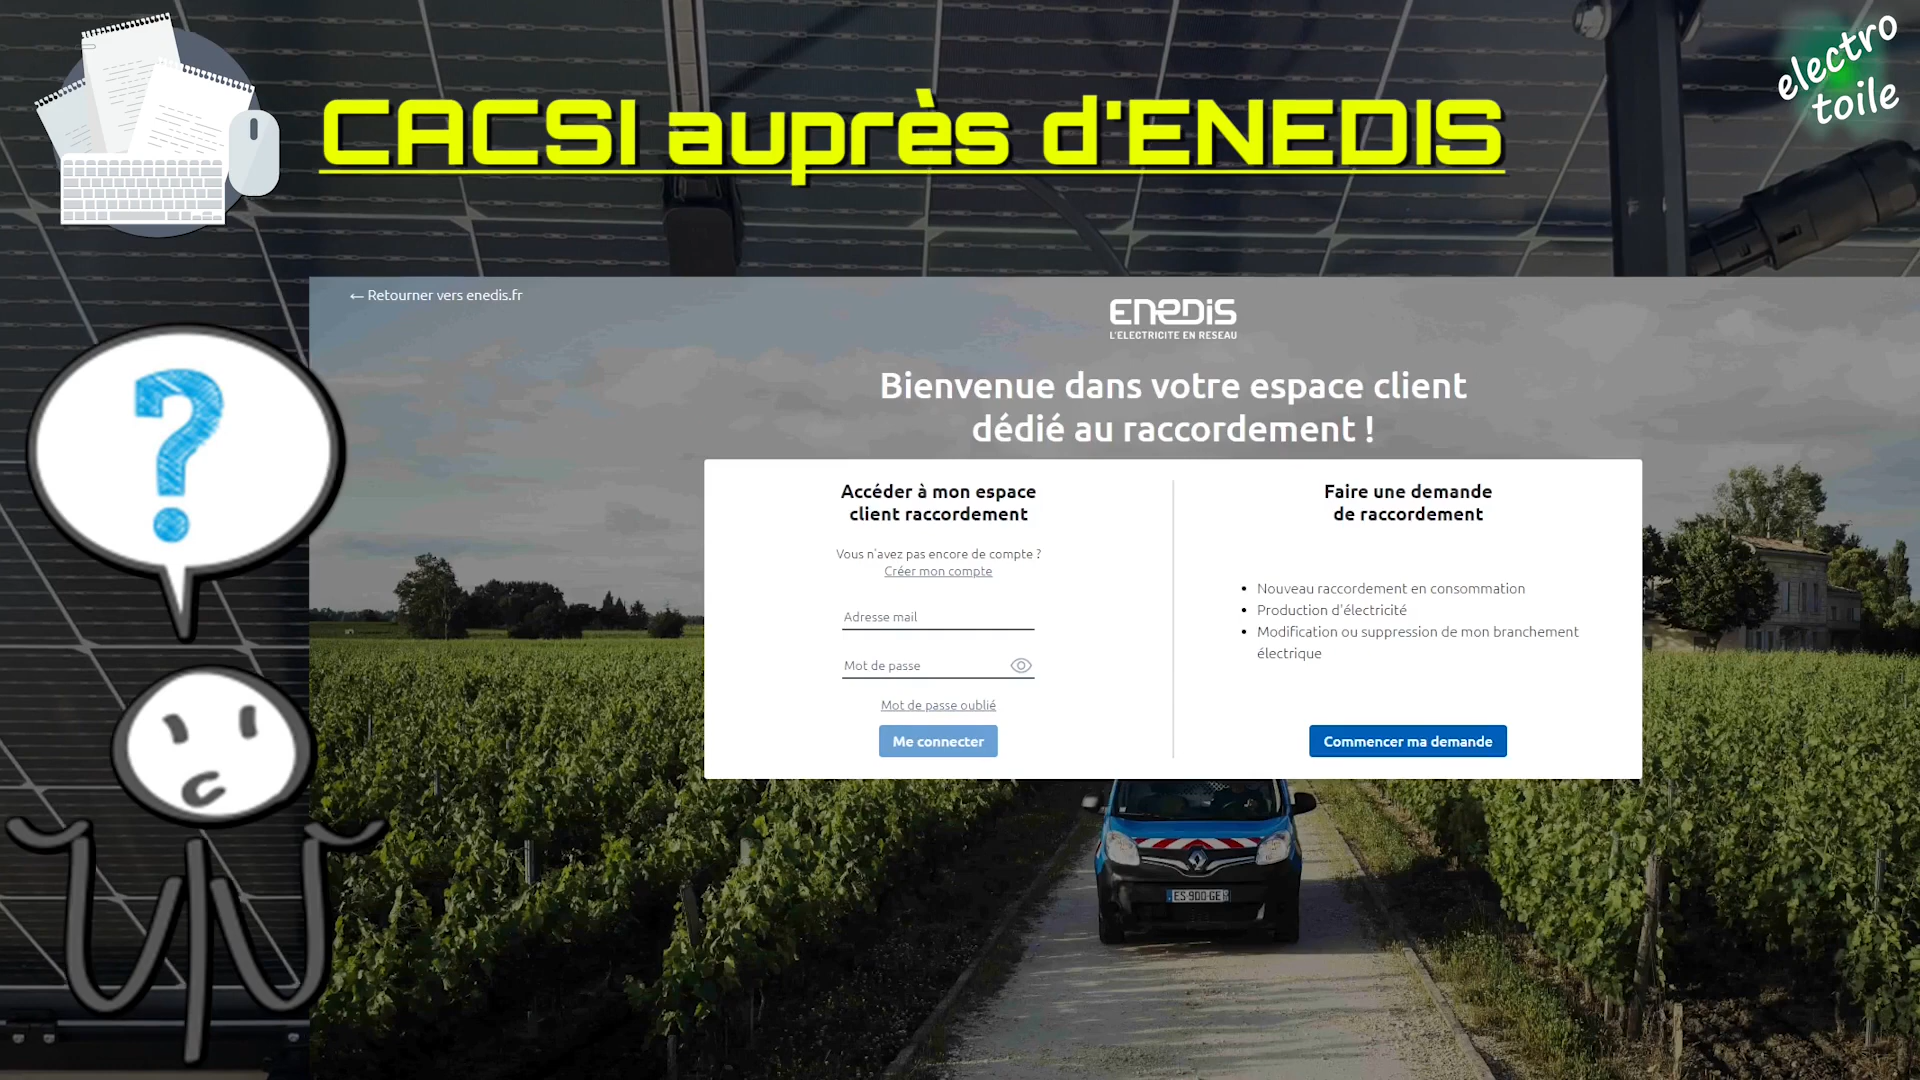 electro
toile
CACSI auprès d'ENEDIS
← Retourner vers enedis.fr
ENEDIS
L'ELECTRICITE EN RESEAU
Bienvenue dans votre espace client
dédié au raccordement !
Accéder à mon espace
client raccordement
Vous n'avez pas encore de compte ?
Créer mon compte
Adresse mail
Mot de passe
Mot de passe oublié
Me connecter
Faire une demande
de raccordement
• Nouveau raccordement en consommation
• Production d'électricité
• Modification ou suppression de mon branchement
électrique
Commencer ma demande
?
ES-900-GE